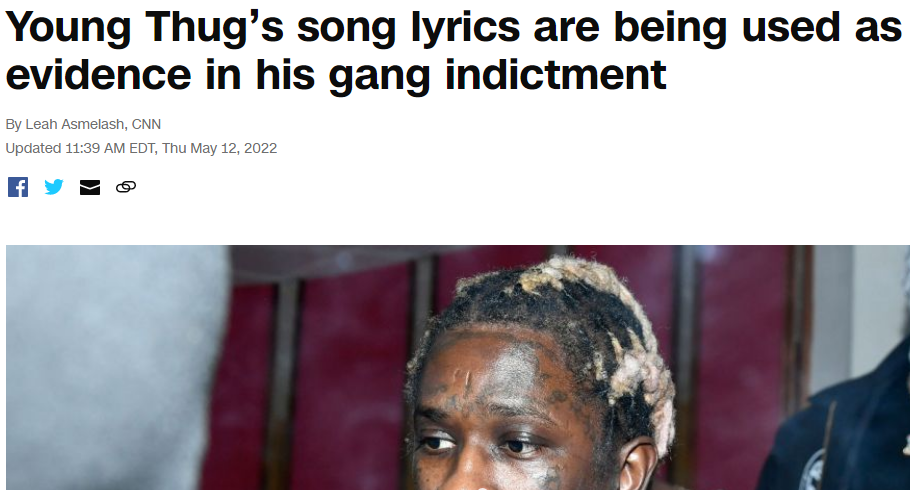 Young Thug’s song lyrics are being used as
evidence in his gang indictment
By Leah Asmelash, CNN
Updated 11:39 AM EDT, Thu May 12, 2022